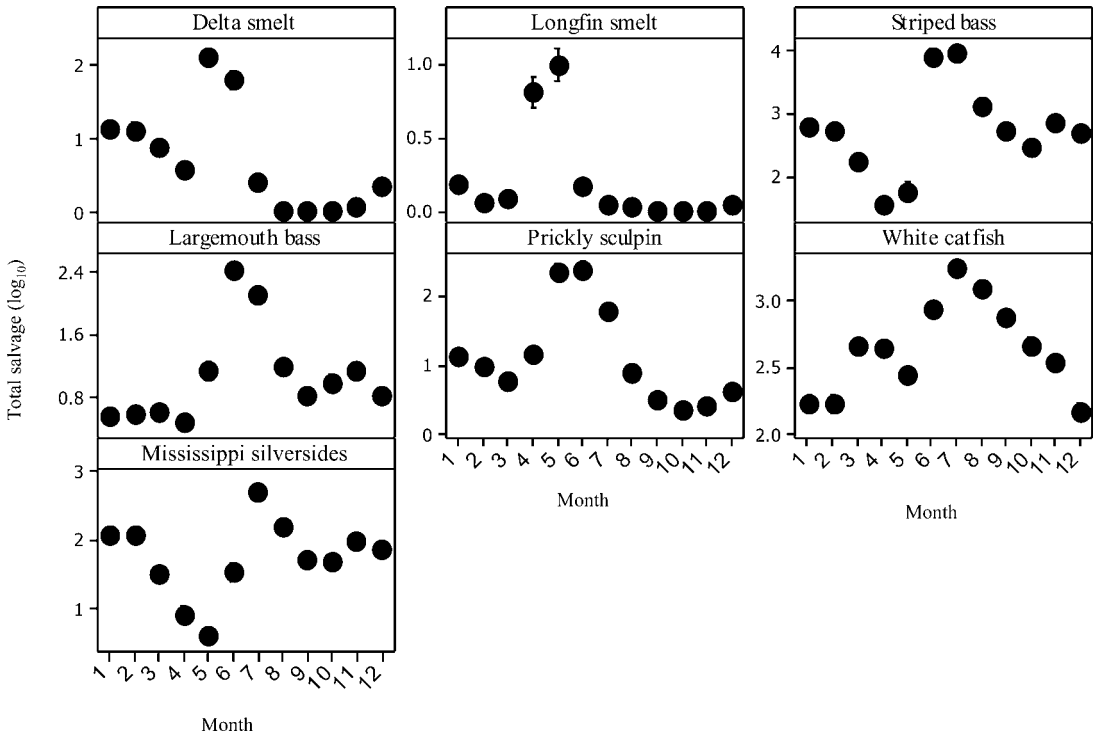 Delta smelt
Longfin smelt
Striped bass
2
1
0
1.0
0.5
0.0
4
3
2
Largemouth bass
Prickly sculpin
White catfish
Total salvage (log10)
2.4
1.6
0.8
2
1
0
3.0
2.5
2.0
1 2 3 4 5 6 7 8 9 10 11 12
1 2 3 4 5 6 7 8 9 10 11 12
Month
Month
Mississippi silversides
3
2
1
1 2 3 4 5 6 7 8 9 10 11 12
Month